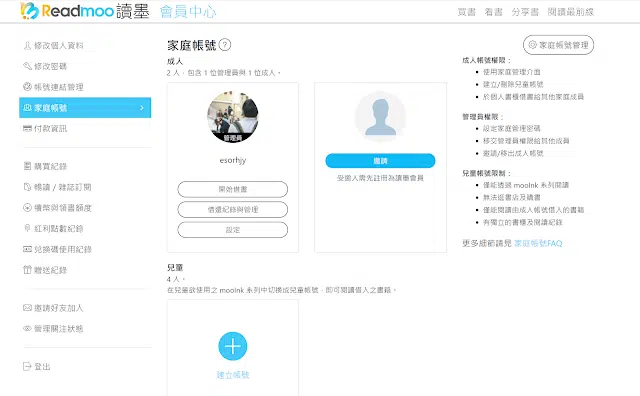 Readmoo讀墨 會員中心
買書 看書 分享書 閱讀最前線
修改個人資料
修改密碼
帳號連結管理
家庭帳號
付款資訊
購買紀錄
暢讀 / 雜誌訂閱
犢幣與領書額度
紅利點數紀錄
兌換碼使用紀錄
贈送紀錄
邀請好友加入
管理關注狀態
登出
家庭帳號 ?
成人
2 人，包含 1 位管理員與 1 位成人。
管理員
esorhjy
開始借書
借還紀錄與管理
設定
邀請
受邀人需先註冊為讀墨會員
兒童
4 人。
在兒童欲使用之 mooInk 系列中切換成兒童帳號，即可閱讀借入之書籍。
建立帳號
家庭帳號管理
成人帳號權限：
使用家庭管理介面
建立/刪除兒童帳號
於個人書櫃借書給其他家庭成員
管理員權限：
設定家庭管理密碼
移交管理員權限給其他成員
邀請/移出成人帳號
兒童帳號限制：
僅能透過 mooInk 系列閱讀
無法逛書店及購書
僅能閱讀由成人帳號借入的書籍
有獨立的書櫃及閱讀紀錄
更多細節請見 家庭帳號FAQ